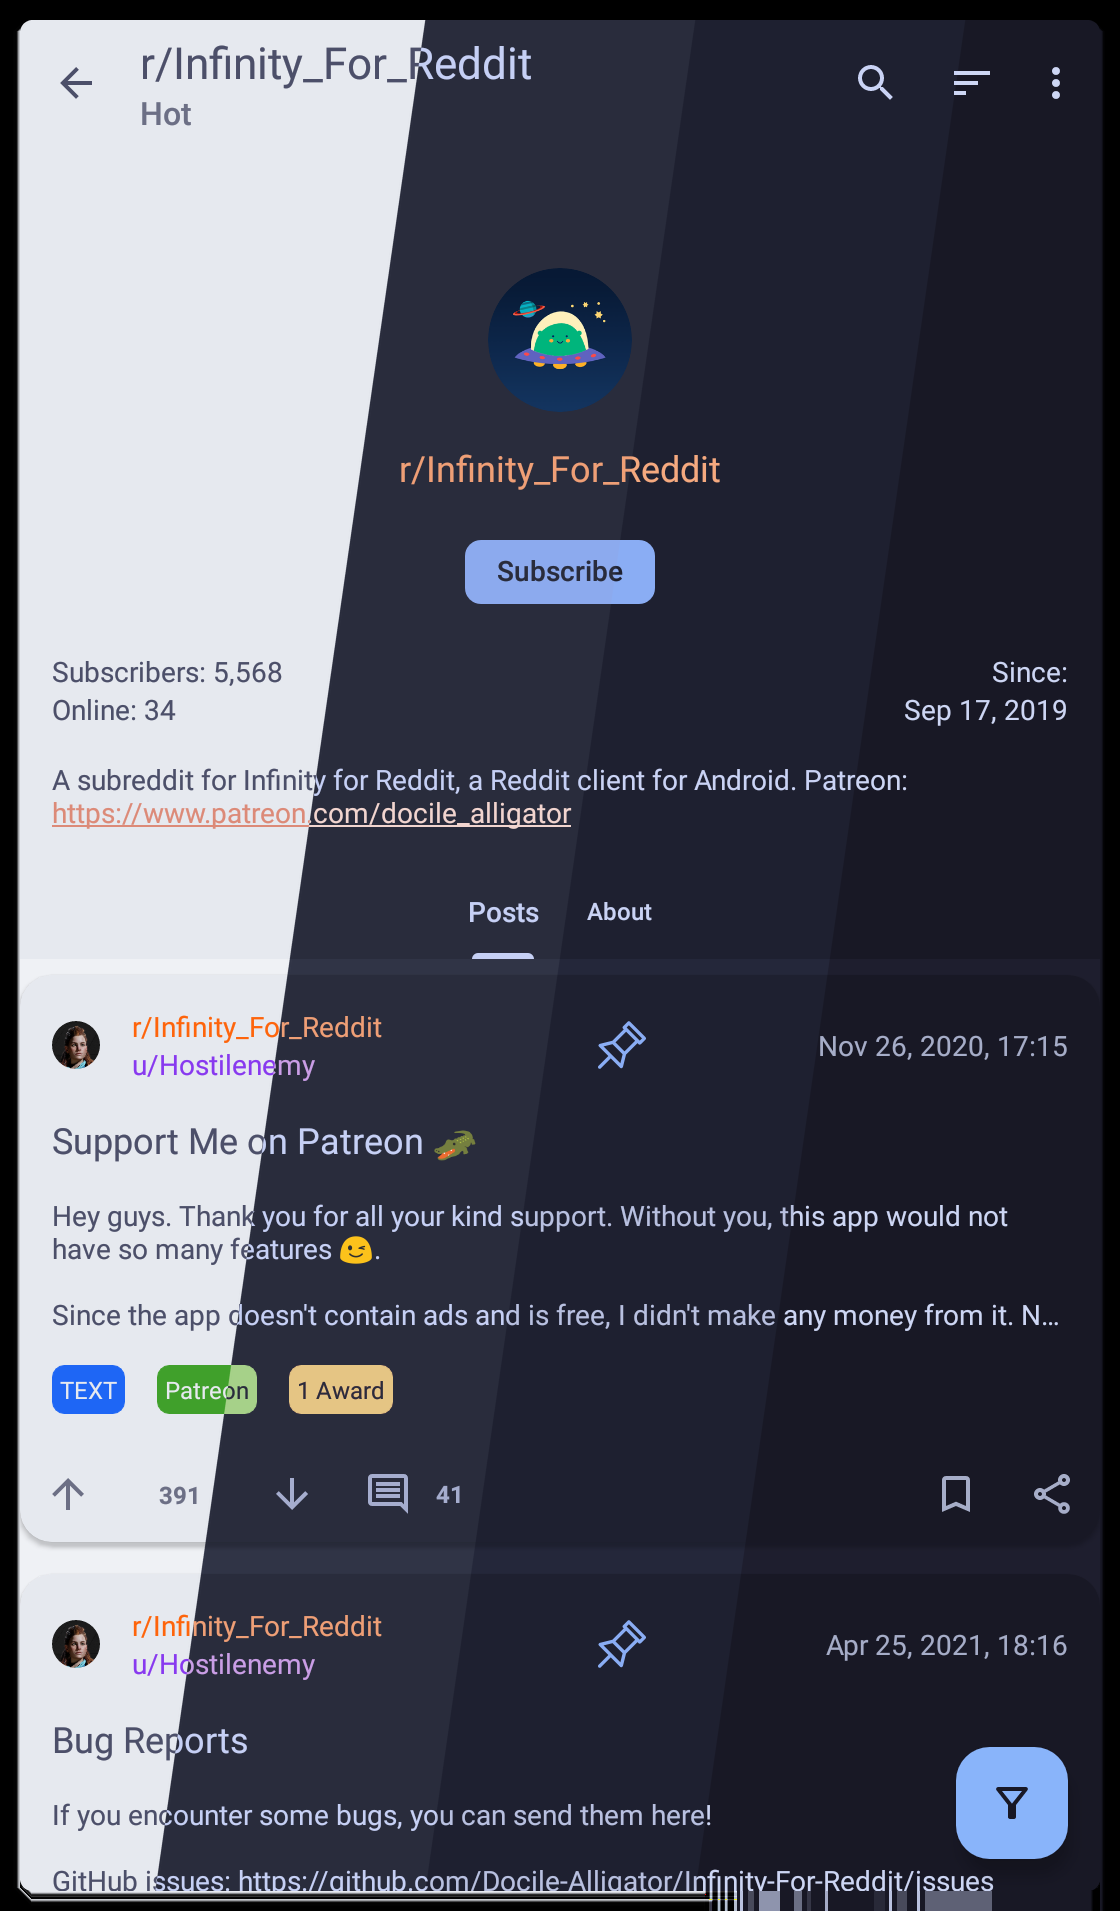 r/Infinity_For_Reddit
Hot
r/Infinity_For_Reddit
Subscribe
Subscribers: 5,568
Since:
Online: 34
Sep 17, 2019
A subreddit for Infinity for Reddit, a Reddit client for Android. Patreon:
https://www.patreon.com/docile_alligator
Posts
About
r/Infinity_For_Reddit
u/Hostilenemy
Nov 26, 2020, 17:15
Support Me on Patreon 🐊
Hey guys. Thank you for all your kind support. Without you, this app would not
have so many features 😉.
Since the app doesn't contain ads and is free, I didn't make any money from it. N…
TEXT
Patreon
1 Award
391
41
r/Infinity_For_Reddit
u/Hostilenemy
Apr 25, 2021, 18:16
Bug Reports
If you encounter some bugs, you can send them here!
GitHub issues: https://github.com/Docile-Alligator/Infinity-For-Reddit/issues